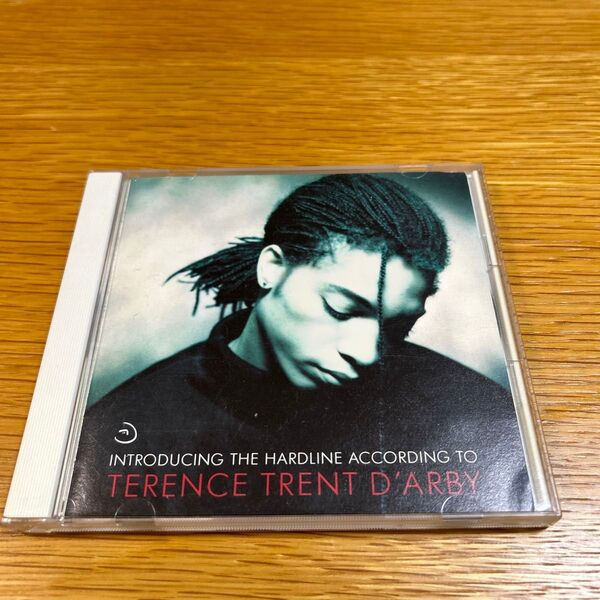 INTRODUCING THE HARDLINE ACCORDING TO
TERENCE TRENT D'ARBY